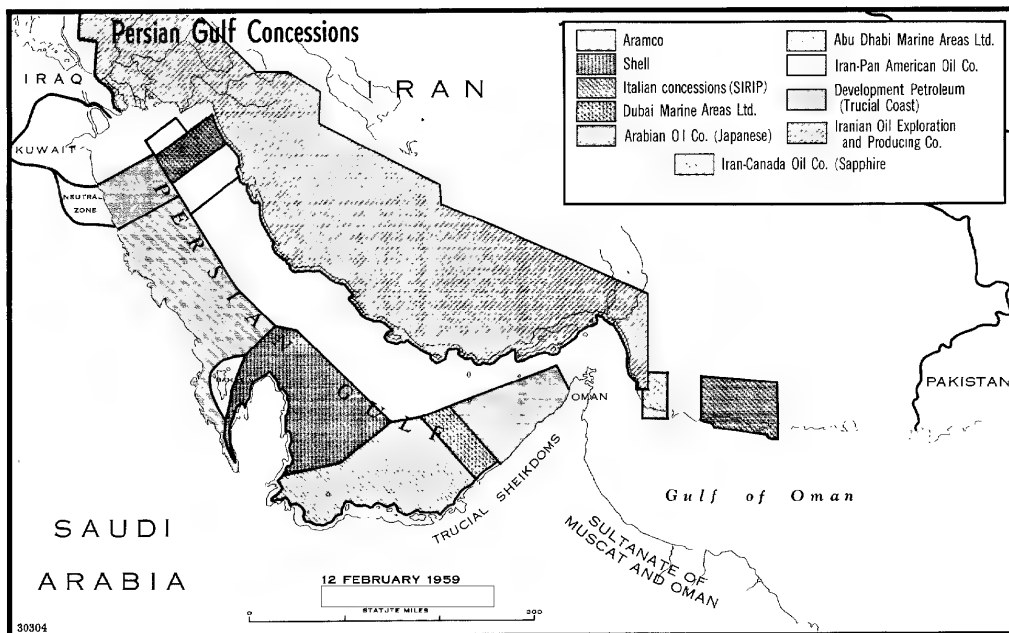 Persian Gulf Concessions
Aramco
Shell
Italian concessions (SIRIP)
Dubai Marine Areas Ltd.
Arabian Oil Co. (Japanese)
Abu Dhabi Marine Areas Ltd.
Iran-Pan American Oil Co.
Development Petroleum
(Trucial Coast)
Iranian Oil Exploration
and Producing Co.
Iran-Canada Oil Co. (Sapphire
IRAQ
IRAN
KUWAIT
NEUTRAL
ZONE
PERSIAN GULF
OMAN
PAKISTAN
TRUCIAL SHEIKDOMS
Gulf of Oman
SULTANATE OF
MUSCAT AND OMAN
SAUDI
ARABIA
12 FEBRUARY 1959
STATUTE MILES
0
30304